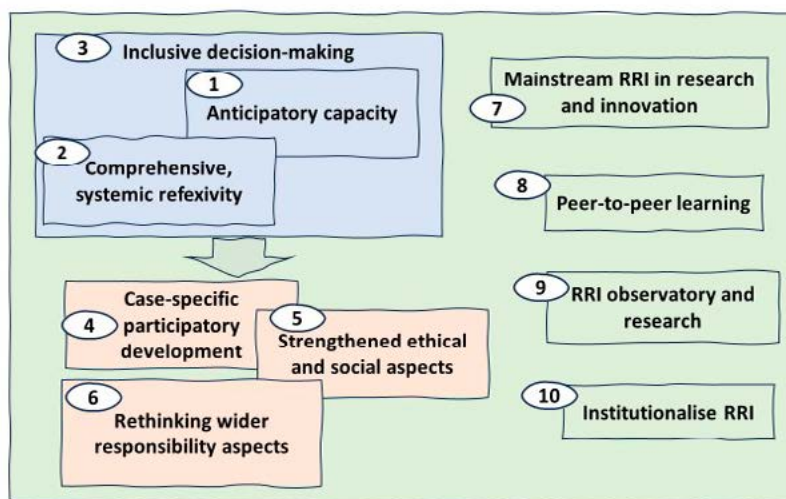 3 Inclusive decision-making
1
Anticipatory capacity
2
Comprehensive,
systemic refexivity
4
Case-specific
participatory
development
5
Strengthened ethical
and social aspects
6
Rethinking wider
responsibility aspects
7
Mainstream RRI in research
and innovation
8
Peer-to-peer learning
9
RRI observatory and
research
10
Institutionalise RRI